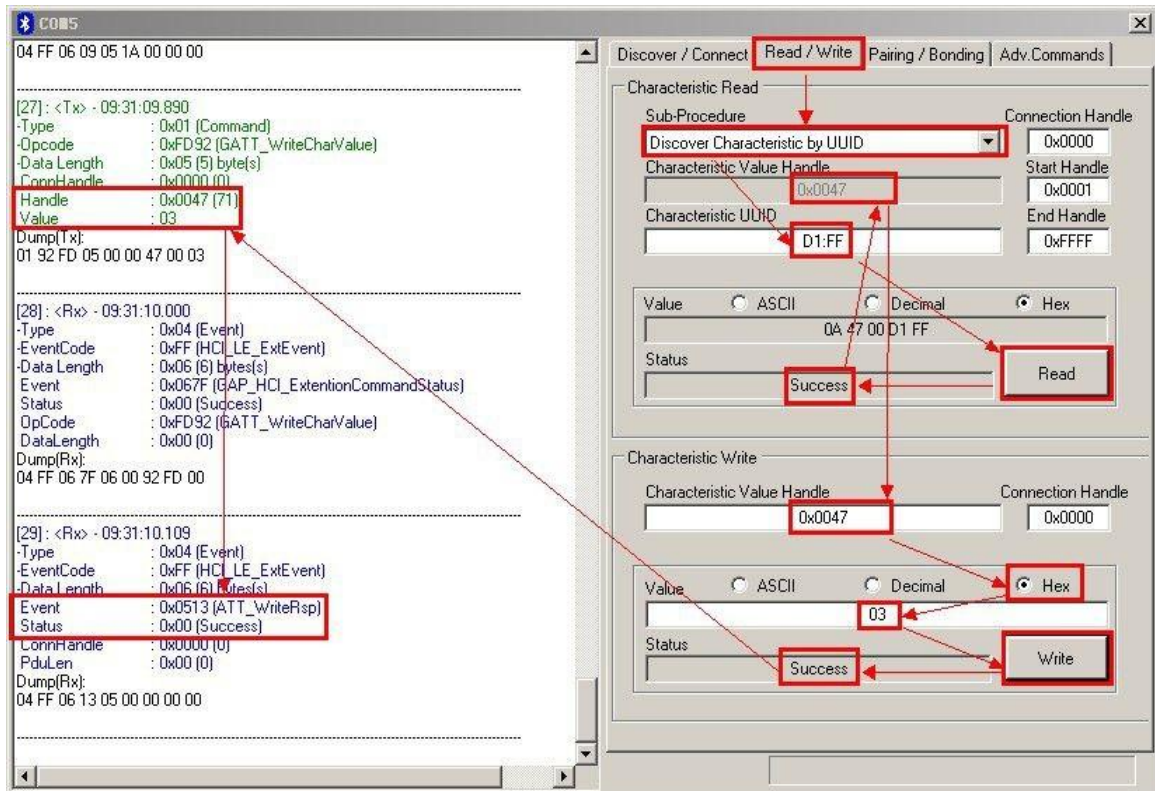 COM5
04 FF 06 09 05 1A 00 00 00
[27] : <Tx> - 09:31:09.890
-Type : 0x01 (Command)
-Opcode : 0xFD92 (GATT_WriteCharValue)
-Data Length : 0x05 (5) byte(s)
ConnHandle : 0x0000 (0)
Handle : 0x0047 (71)
Value : 03
Dump(Tx):
01 92 FD 05 00 00 47 00 03
[28] : <Rx> - 09:31:10.000
-Type : 0x04 (Event)
-EventCode : 0xFF (HCI_LE_ExtEvent)
-Data Length : 0x06 (6) bytes(s)
Event : 0x067F (GAP_HCI_ExtentionCommandStatus)
Status : 0x00 (Success)
OpCode : 0xFD92 (GATT_WriteCharValue)
DataLength : 0x00 (0)
Dump(Rx):
04 FF 06 7F 06 00 92 FD 00
[29] : <Rx> - 09:31:10.109
-Type : 0x04 (Event)
-EventCode : 0xFF (HCI_LE_ExtEvent)
-Data Length : 0x06 (6) bytes(s)
Event : 0x0513 (ATT_WriteRsp)
Status : 0x00 (Success)
ConnHandle : 0x0000 (0)
PduLen : 0x00 (0)
Dump(Rx):
04 FF 06 13 05 00 00 00 00
Discover / Connect Read / Write Pairing / Bonding Adv.Commands
Characteristic Read
Sub-Procedure Connection Handle
Discover Characteristic by UUID 0x0000
Characteristic Value Handle Start Handle
0x0047 0x0001
Characteristic UUID End Handle
D1:FF 0xFFFF
Value ASCII Decimal Hex
0A 47 00 D1 FF
Status
Success Read
Characteristic Write
Characteristic Value Handle Connection Handle
0x0047 0x0000
Value ASCII Decimal Hex
03
Status
Success Write